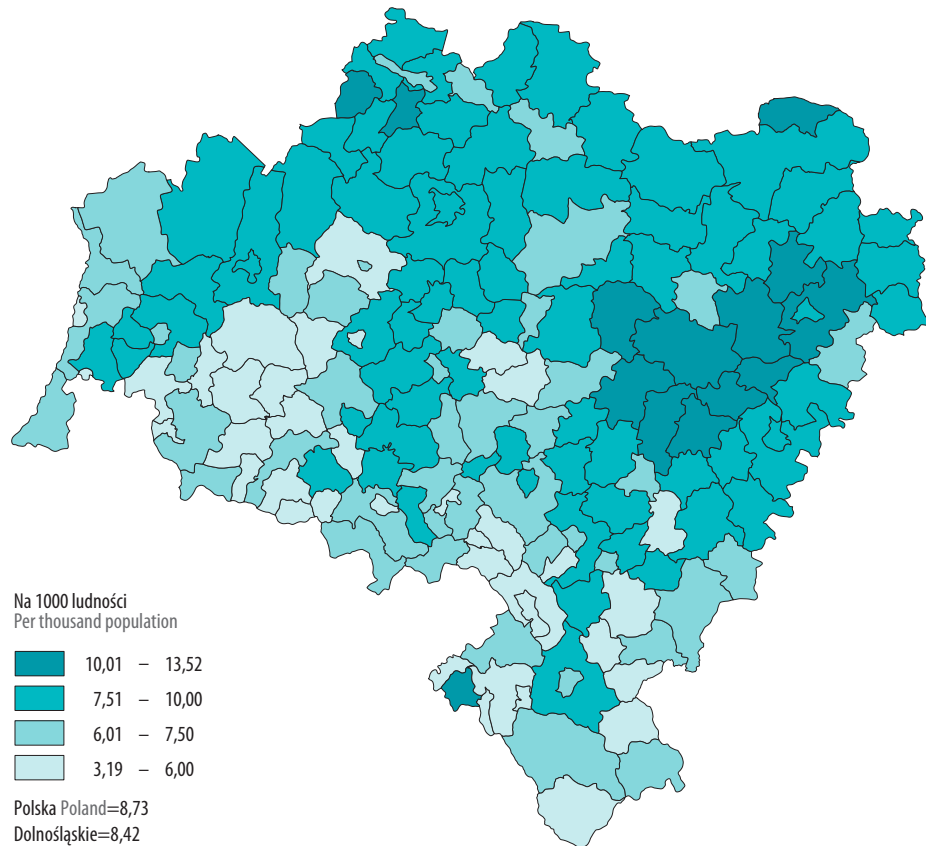 Na 1000 ludności
Per thousand population
10,01 – 13,52
7,51 – 10,00
6,01 – 7,50
3,19 – 6,00
Polska Poland=8,73
Dolnośląskie=8,42